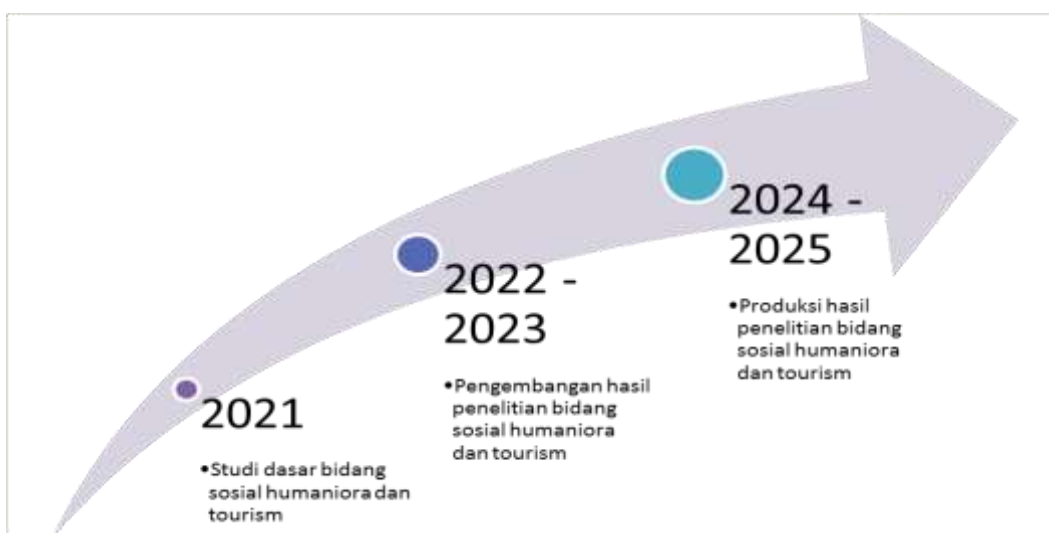 2021
•Studi dasar bidang
sosial humaniora dan
tourism
2022 -
2023
•Pengembangan hasil
penelitian bidang
sosial humaniora
dan tourism
2024 -
2025
•Produksi hasil
penelitian bidang
sosial humaniora
dan tourism